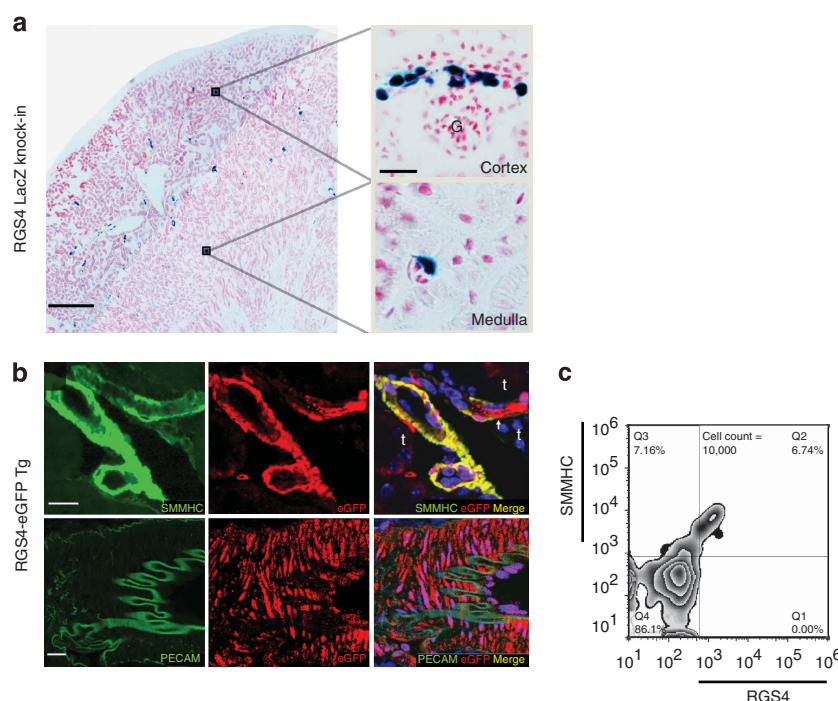 a
RGS4 LacZ knock-in
G
Cortex
Medulla
b
RGS4-eGFP Tg
SMMHC
eGFP
t
t
t
SMMHC eGFP Merge
PECAM
eGFP
PECAM eGFP Merge
c
SMMHC
10^6
10^5
10^4
10^3
10^2
10^1
Q3
7.16%
Cell count =
10,000
Q2
6.74%
Q4
86.1%
Q1
0.00%
10^1 10^2 10^3 10^4 10^5 10^6
RGS4